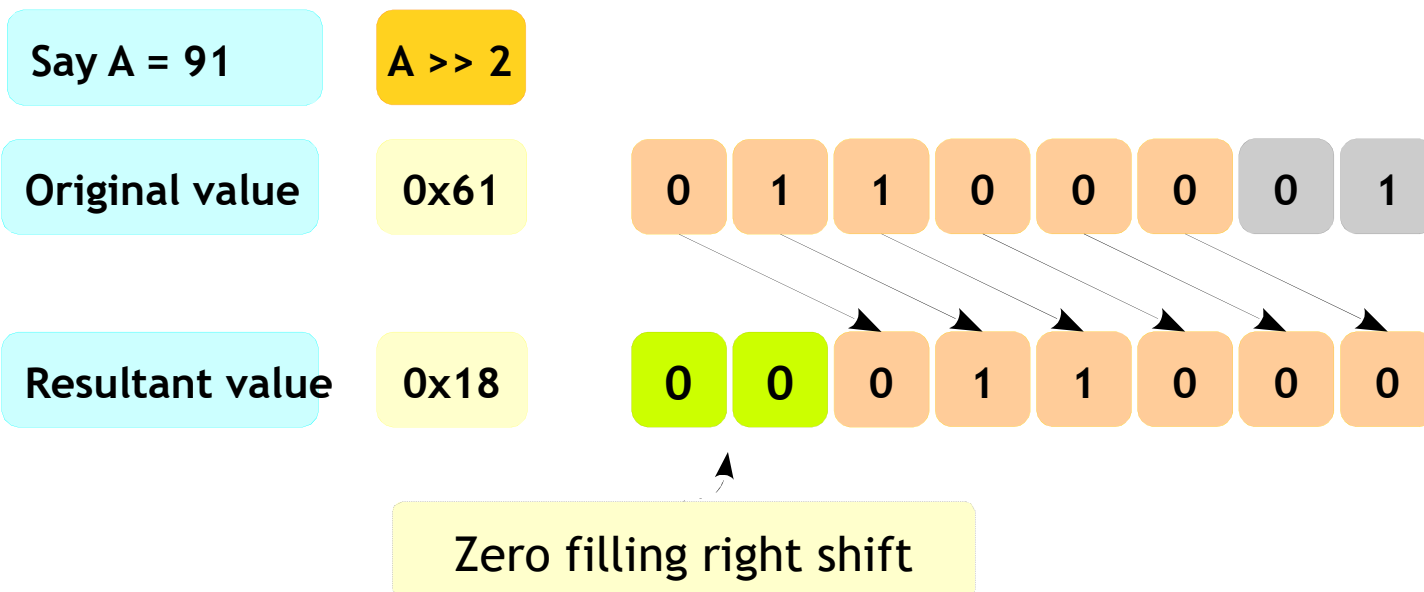 Say A = 91 A >> 2
Original value 0x61 0 1 1 0 0 0 0 1
Resultant value 0x18 0 0 0 1 1 0 0 0
Zero filling right shift